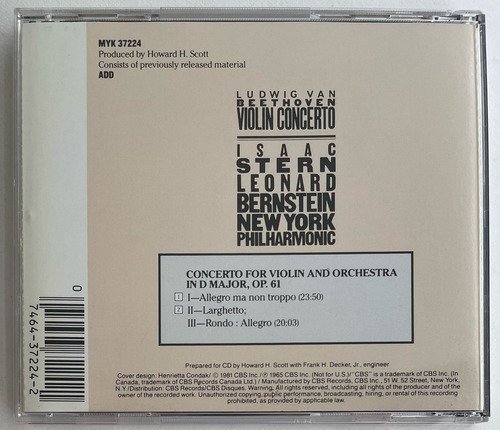 MYK 37224
Produced by Howard H. Scott
Consists of previously released material
ADD
LUDWIG VAN
BEETHOVEN
VIOLIN CONCERTO
ISAAC
STERN
LEONARD
BERNSTEIN
NEW YORK
PHILHARMONIC
CONCERTO FOR VIOLIN AND ORCHESTRA
IN D MAJOR, OP. 61
1 I—Allegro ma non troppo (23:50)
2 II—Larghetto;
III—Rondo : Allegro (20:03)
Prepared for CD by Howard H. Scott with Frank H. Decker, Jr., engineer
Cover design: Henrietta Condak/ © 1981 CBS Inc./ ℗ 1965 CBS Inc. (Not for U.S.)/"CBS" is a trademark of CBS Inc. (In
Canada, trademark of CBS Records Canada Ltd.) / Manufactured by CBS Records, CBS Inc., 51 W. 52 Street, New York,
N.Y./Distributed CBS Records/CBS Inc./WARNING: All rights reserved. All rights of the producer and of the
owner of the recorded work. Unauthorized copying, public performance, broadcasting, hiring, or rental of this recording
prohibited, as provided by applicable law.
0
7464-37224-2